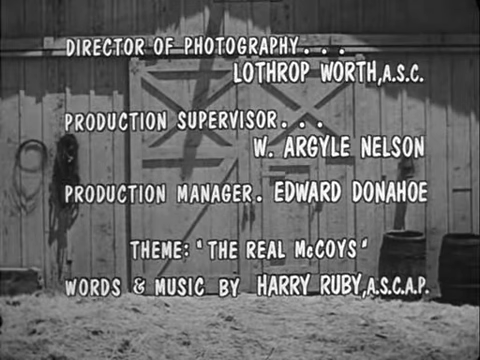 DIRECTOR OF PHOTOGRAPHY...
LOTHROP WORTH, A.S.C.
PRODUCTION SUPERVISOR...
W. ARGYLE NELSON
PRODUCTION MANAGER. EDWARD DONAHOE
THEME: "THE REAL McCOYS"
WORDS & MUSIC BY HARRY RUBY, A.S.C.A.P.